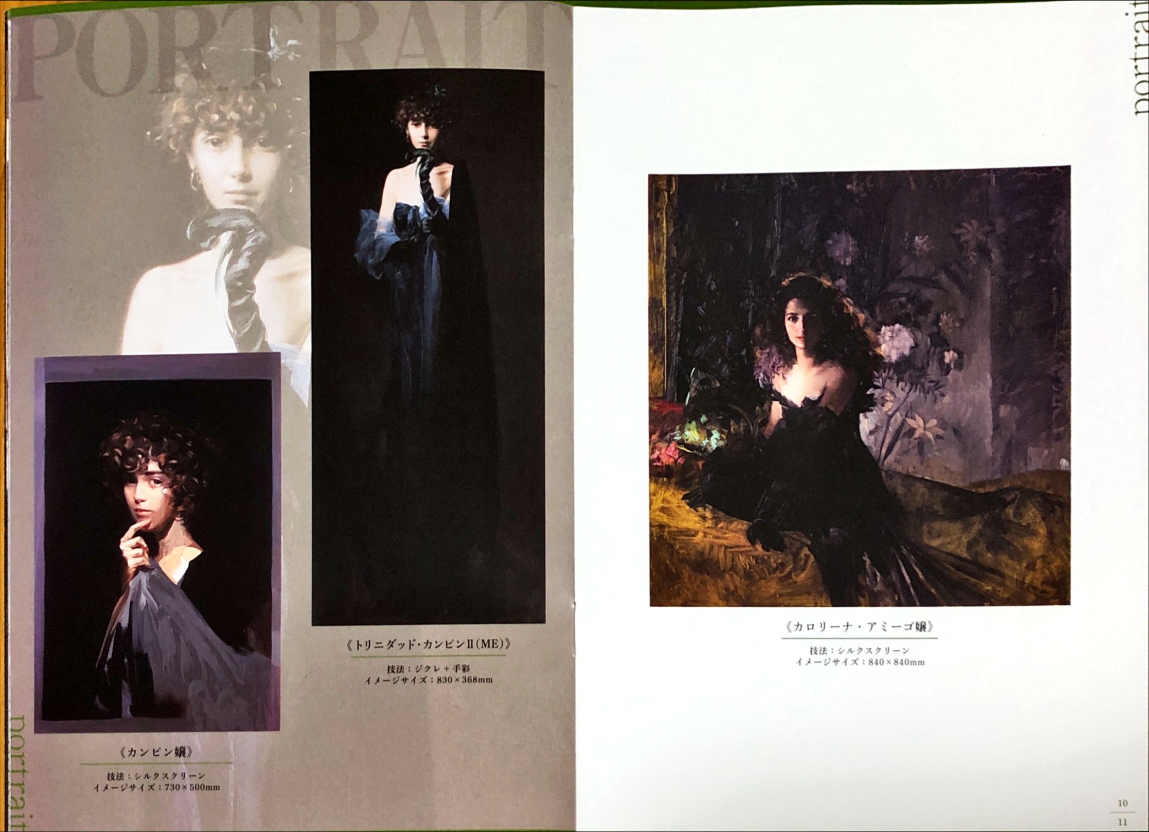 PORTRAIT
portrait
《トリニダッド・カンピンⅡ(ME)》
技法：ジクレ＋手彩
イメージサイズ：830×368mm
《カンピン嬢》
技法：シルクスクリーン
イメージサイズ：730×500mm
portrait
《カロリーナ・アミーゴ嬢》
技法：シルクスクリーン
イメージサイズ：840×840mm
10
11